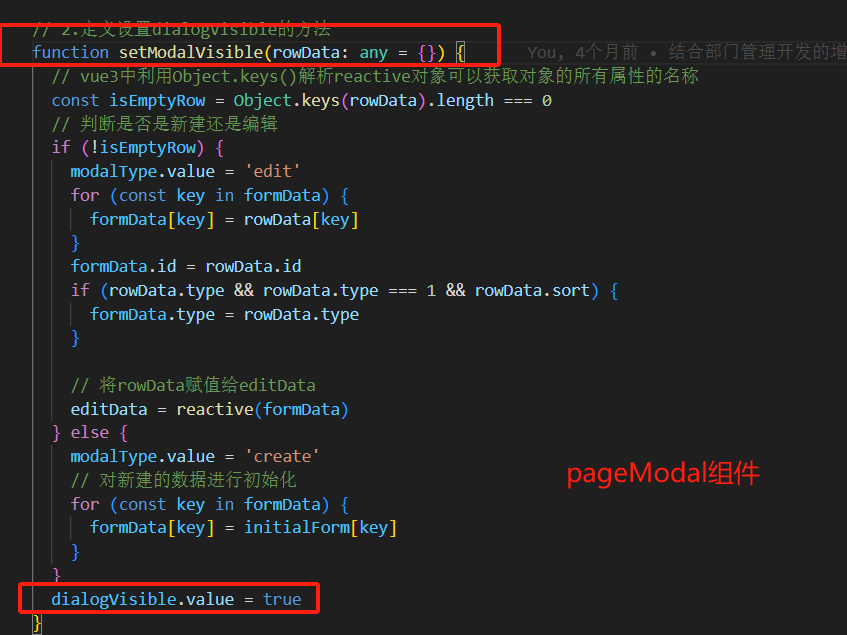 // 2.定义设置dialogVisible的方法
function setModalVisible(rowData: any = {}) { You, 4个月前 • 结合部门管理开发的增
// vue3中利用Object.keys()解析reactive对象可以获取对象的所有属性的名称
const isEmptyRow = Object.keys(rowData).length === 0
// 判断是否是新建还是编辑
if (!isEmptyRow) {
modalType.value = 'edit'
for (const key in formData) {
formData[key] = rowData[key]
}
formData.id = rowData.id
if (rowData.type && rowData.type === 1 && rowData.sort) {
formData.type = rowData.type
}
// 将rowData赋值给editData
editData = reactive(formData)
} else {
modalType.value = 'create'
// 对新建的数据进行初始化
for (const key in formData) {
formData[key] = initialForm[key]
}
}
dialogVisible.value = true
}
pageModal组件